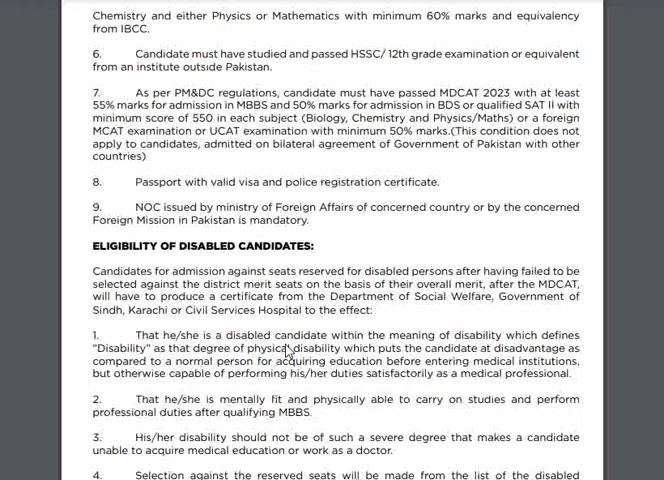 Chemistry and either Physics or Mathematics with minimum 60% marks and equivalency
from IBCC.
6. Candidate must have studied and passed HSSC/ 12th grade examination or equivalent
from an institute outside Pakistan.
7. As per PM&DC regulations, candidate must have passed MDCAT 2023 with at least
55% marks for admission in MBBS and 50% marks for admission in BDS or qualified SAT II with
minimum score of 550 in each subject (Biology, Chemistry and Physics/Maths) or a foreign
MCAT examination or UCAT examination with minimum 50% marks.(This condition does not
apply to candidates, admitted on bilateral agreement of Government of Pakistan with other
countries)
8. Passport with valid visa and police registration certificate.
9. NOC issued by ministry of Foreign Affairs of concerned country or by the concerned
Foreign Mission in Pakistan is mandatory.
ELIGIBILITY OF DISABLED CANDIDATES:
Candidates for admission against seats reserved for disabled persons after having failed to be
selected against the district merit seats on the basis of their overall merit, after the MDCAT,
will have to produce a certificate from the Department of Social Welfare, Government of
Sindh, Karachi or Civil Services Hospital to the effect:
1. That he/she is a disabled candidate within the meaning of disability which defines
"Disability" as that degree of physical disability which puts the candidate at disadvantage as
compared to a normal person for acquiring education before entering medical institutions,
but otherwise capable of performing his/her duties satisfactorily as a medical professional.
2. That he/she is mentally fit and physically able to carry on studies and perform
professional duties after qualifying MBBS.
3. His/her disability should not be of such a severe degree that makes a candidate
unable to acquire medical education or work as a doctor.
4. Selection against the reserved seats will be made from the list of the disabled